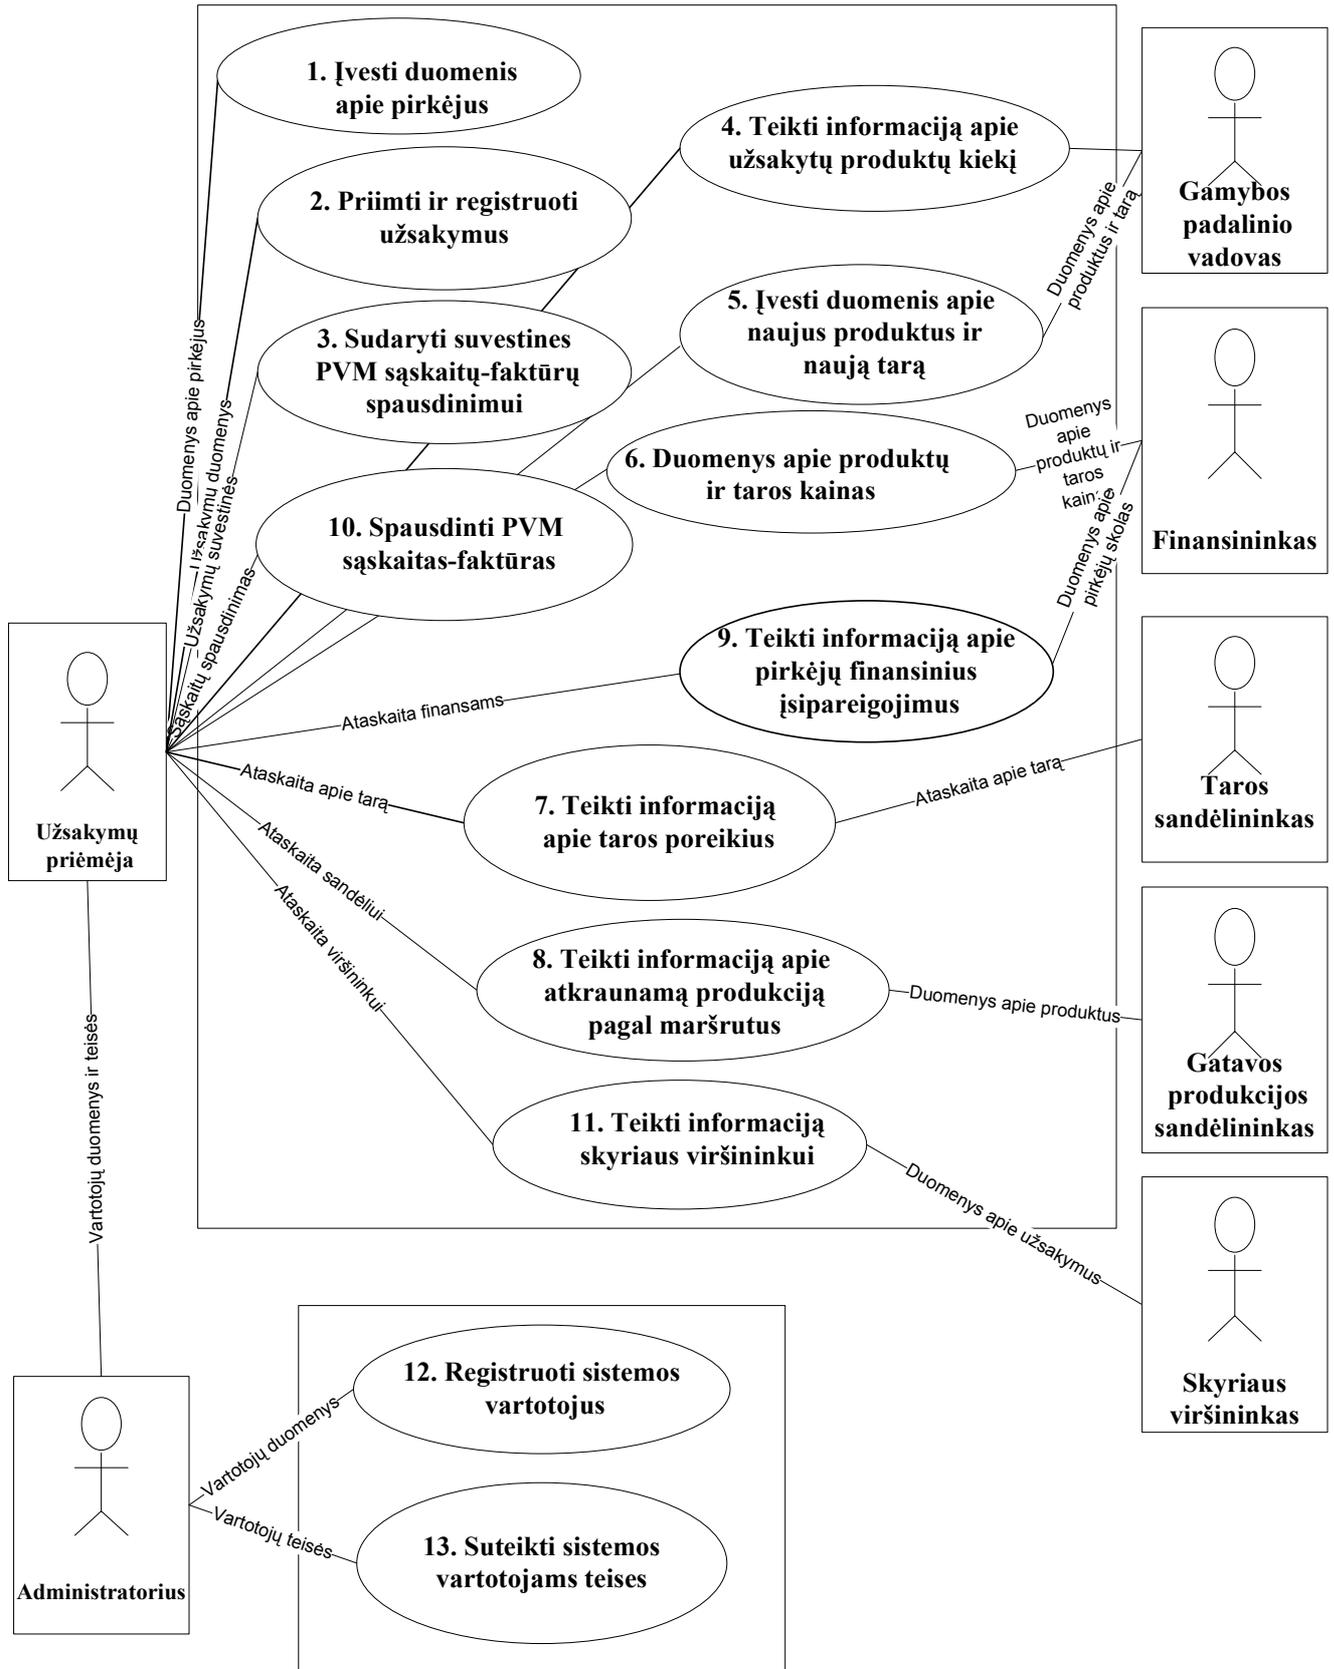 1. Įvesti duomenis
apie pirkėjus
2. Priimti ir registruoti
užsakymus
3. Sudaryti suvestines
PVM sąskaitų-faktūrų
spausdinimui
10. Spausdinti PVM
sąskaitas-faktūras
4. Teikti informaciją apie
užsakytų produktų kiekį
5. Įvesti duomenis apie
naujus produktus ir
naują tarą
6. Duomenys apie produktų
ir taros kainas
9. Teikti informaciją apie
pirkėjų finansinius
įsipareigojimus
7. Teikti informaciją
apie taros poreikius
8. Teikti informaciją apie
atkraunamą produkciją
pagal maršrutus
11. Teikti informaciją
skyriaus viršininkui
Duomenys apie pirkėjus
Užsakymų duomenys
Užsakymų suvestinės
Sąskaitų spausdinimas
Ataskaita finansams
Ataskaita apie tarą
Ataskaita sandėliui
Ataskaita viršininkui
Duomenys apie
produktus ir tarą
Duomenys
apie
produktų ir
taros
Duomenys apie
pirkėjų skolas
Ataskaita apie tarą
Duomenys apie produktus
Duomenys apie užsakymus
Gamybos
padalinio
vadovas
Finansininkas
Taros
sandėlininkas
Gatavos
produkcijos
sandėlininkas
Skyriaus
viršininkas
Užsakymų
priėmėja
Vartotojų duomenys ir teisės
Administratorius
Vartotojų duomenys
Vartotojų teisės
12. Registruoti sistemos
vartotojus
13. Suteikti sistemos
vartotojams teises